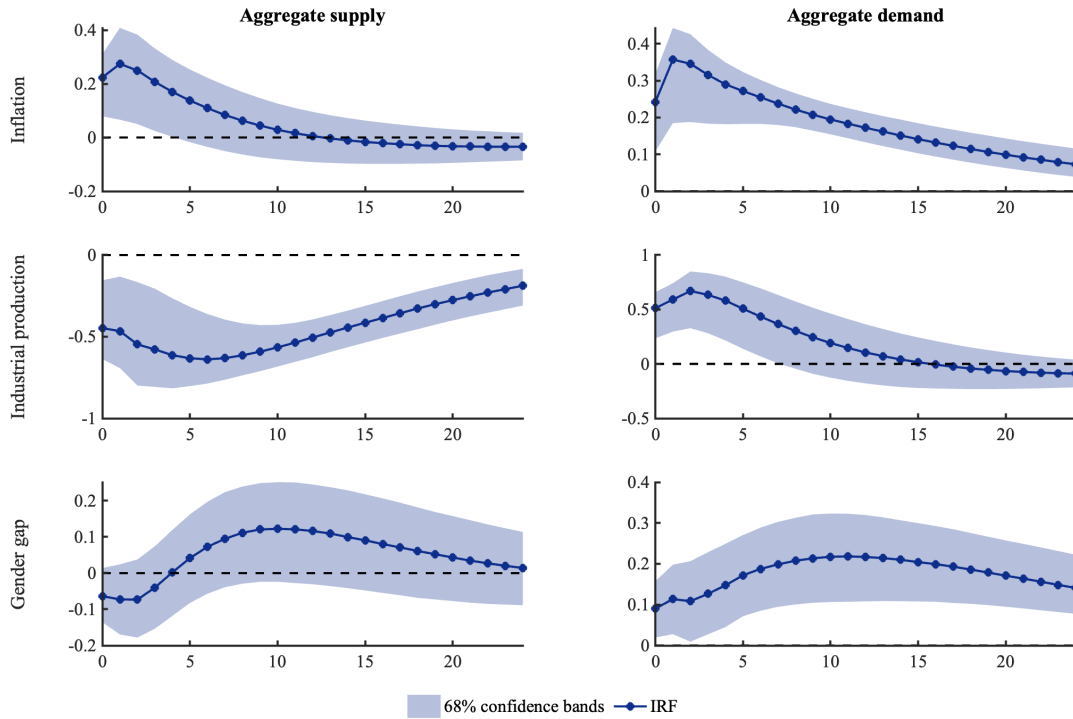 Aggregate supply
Aggregate demand
Inflation
0.4
0.2
0
-0.2
0 5 10 15 20
0.4
0.3
0.2
0.1
0
0 5 10 15 20
Industrial production
0
-0.5
-1
0 5 10 15 20
1
0.5
0
-0.5
0 5 10 15 20
Gender gap
0.2
0.1
0
-0.1
-0.2
0 5 10 15 20
0.4
0.3
0.2
0.1
0
0 5 10 15 20
68% confidence bands IRF